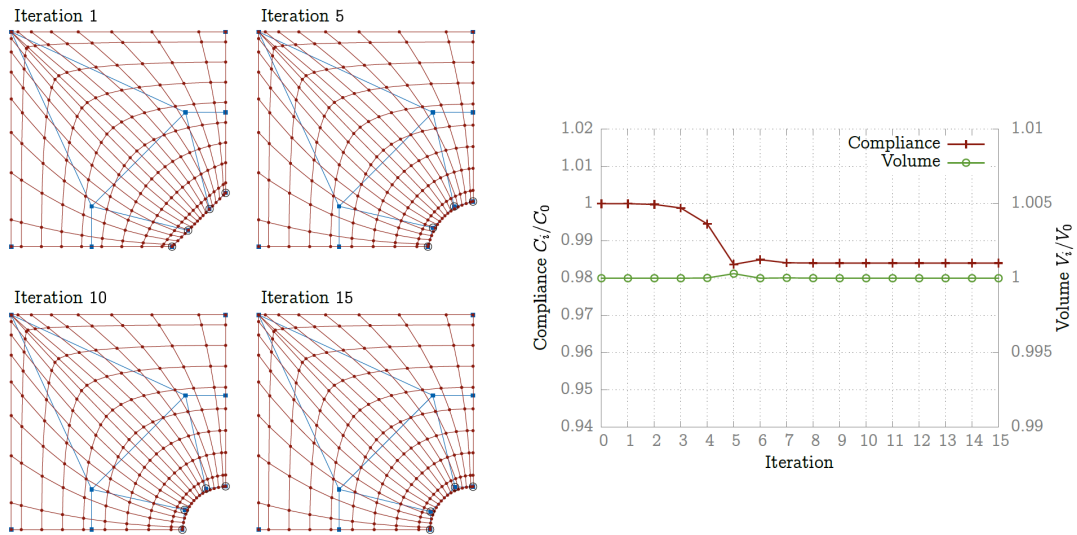 Iteration 1
Iteration 5
Iteration 10
Iteration 15
1.02
1.01
1
0.99
0.98
0.97
0.96
0.95
0.94
Compliance C_i/C_0
Compliance
Volume
1.01
1.005
1
0.995
0.99
Volume V_i/V_0
0 1 2 3 4 5 6 7 8 9 10 11 12 13 14 15
Iteration